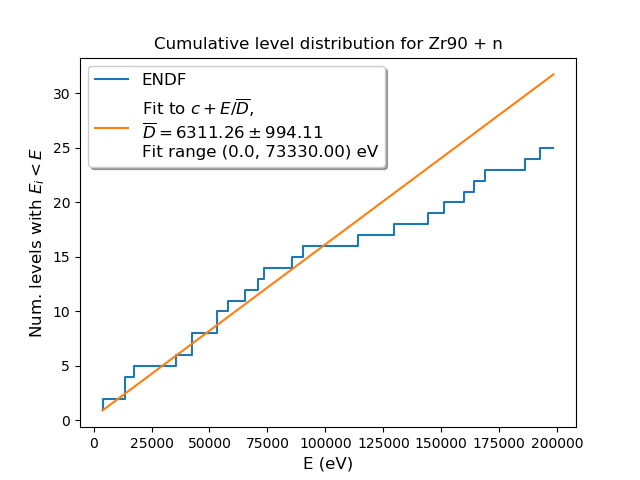 Cumulative level distribution for Zr90 + n
ENDF
Fit to c + E/D̅,
D̅ = 6311.26 ± 994.11
Fit range (0.0, 73330.00) eV
Num. levels with Eᵢ < E
30
25
20
15
10
5
0
0 25000 50000 75000 100000 125000 150000 175000 200000
E (eV)